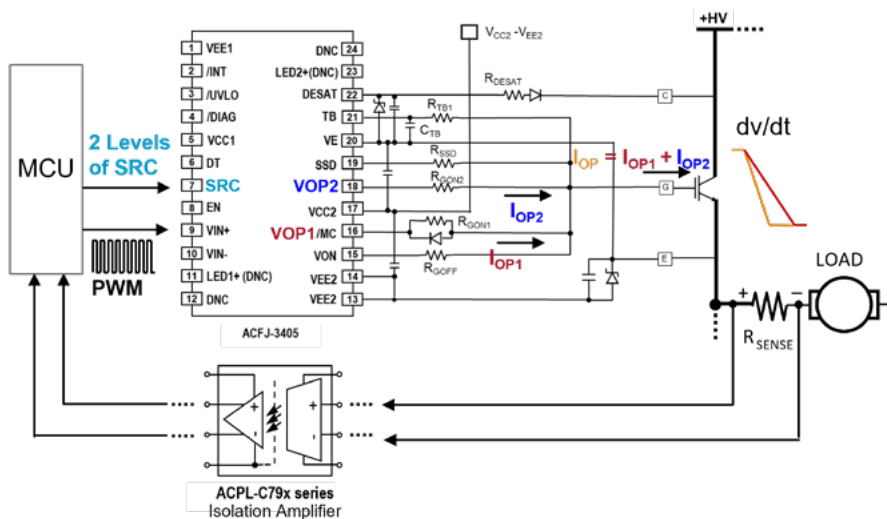 +HV
MCU
2 Levels
of SRC
PWM
1 VEE1
2 /INT
3 /UVLO
4 /DIAG
5 VCC1
6 DT
7 SRC
8 EN
9 VIN+
10 VIN-
11 LED1+ (DNC)
12 DNC
DNC 24
LED2+(DNC) 23
DESAT 22
TB 21
VE 20
SSD 19
VOP2 18
VCC2 17
VOP1/MC 16
VON 15
VEE2 14
VEE2 13
ACFJ-3405
VCC2 -VEE2
RDESAT
RTB1
CTB
RSSD
RGON2
RGON1
RGOFF
IOP = IOP1 + IOP2
IOP2
IOP1
C
G
E
dv/dt
LOAD
+ −
RSENSE
+ +
- -
ACPL-C79x series
Isolation Amplifier